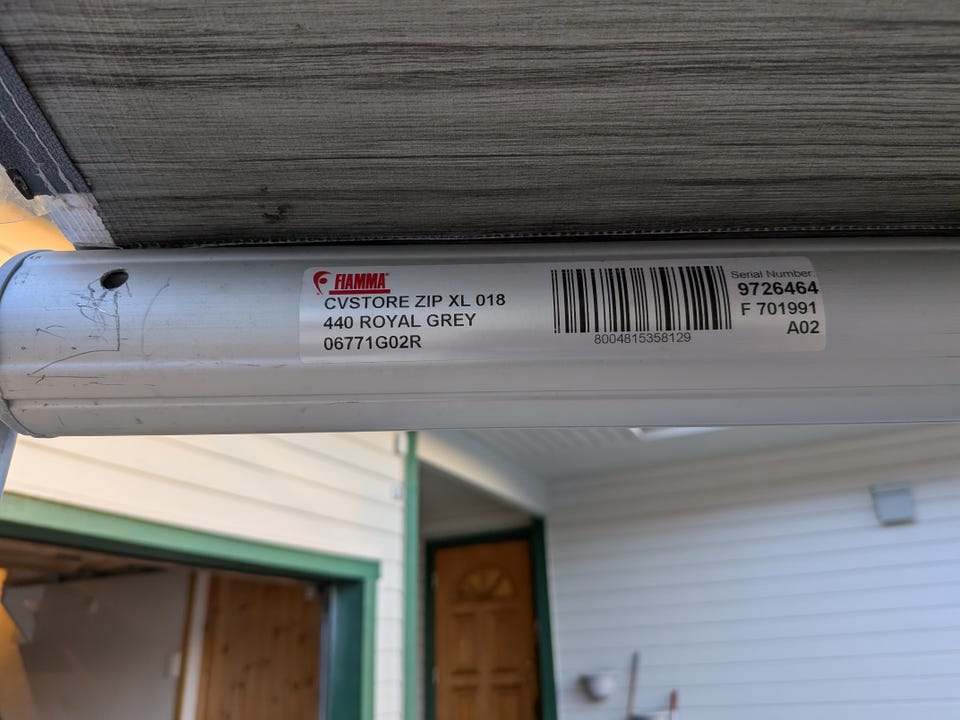 FIAMMA
CVSTORE ZIP XL 018
440 ROYAL GREY
06771G02R
8004815358129
Serial Number:
9726464
F 701991
A02